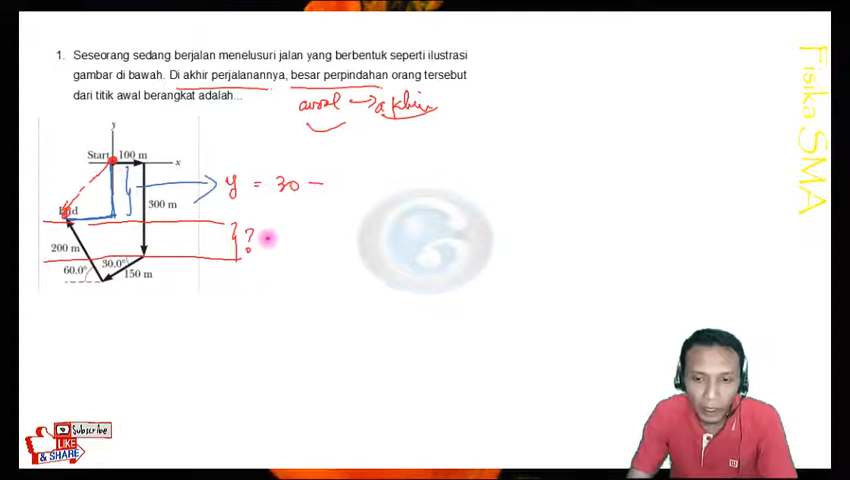 1. Seseorang sedang berjalan menelusuri jalan yang berbentuk seperti ilustrasi
gambar di bawah. Di akhir perjalanannya, besar perpindahan orang tersebut
dari titik awal berangkat adalah...
awal → akhir
y
Start 100 m
x
y = 30 −
300 m
End
?
200 m
30.0°
60.0°
150 m
Fisika SMA
Subscribe
LIKE
& SHARE